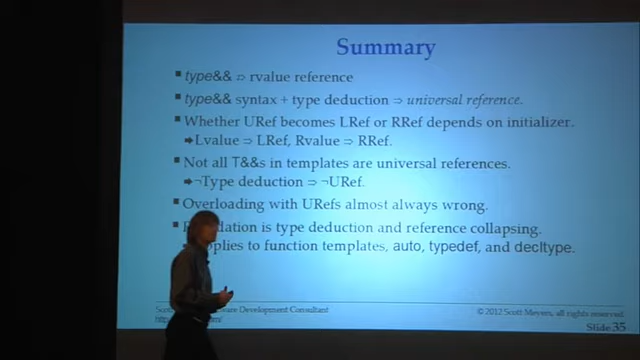 Summary
type&& ⇒ rvalue reference
type&& syntax + type deduction ⇒ universal reference.
Whether URef becomes LRef or RRef depends on initializer.
➡Lvalue ⇒ LRef, Rvalue ⇒ RRef.
Not all T&&s in templates are universal references.
➡¬Type deduction ⇒ ¬URef.
Overloading with URefs almost always wrong.
is type deduction and reference collapsing.
to function templates, auto, typedef, and decltype.
Development Consultant
© 2012 Scott Meyers, all rights reserved.
Slide 35